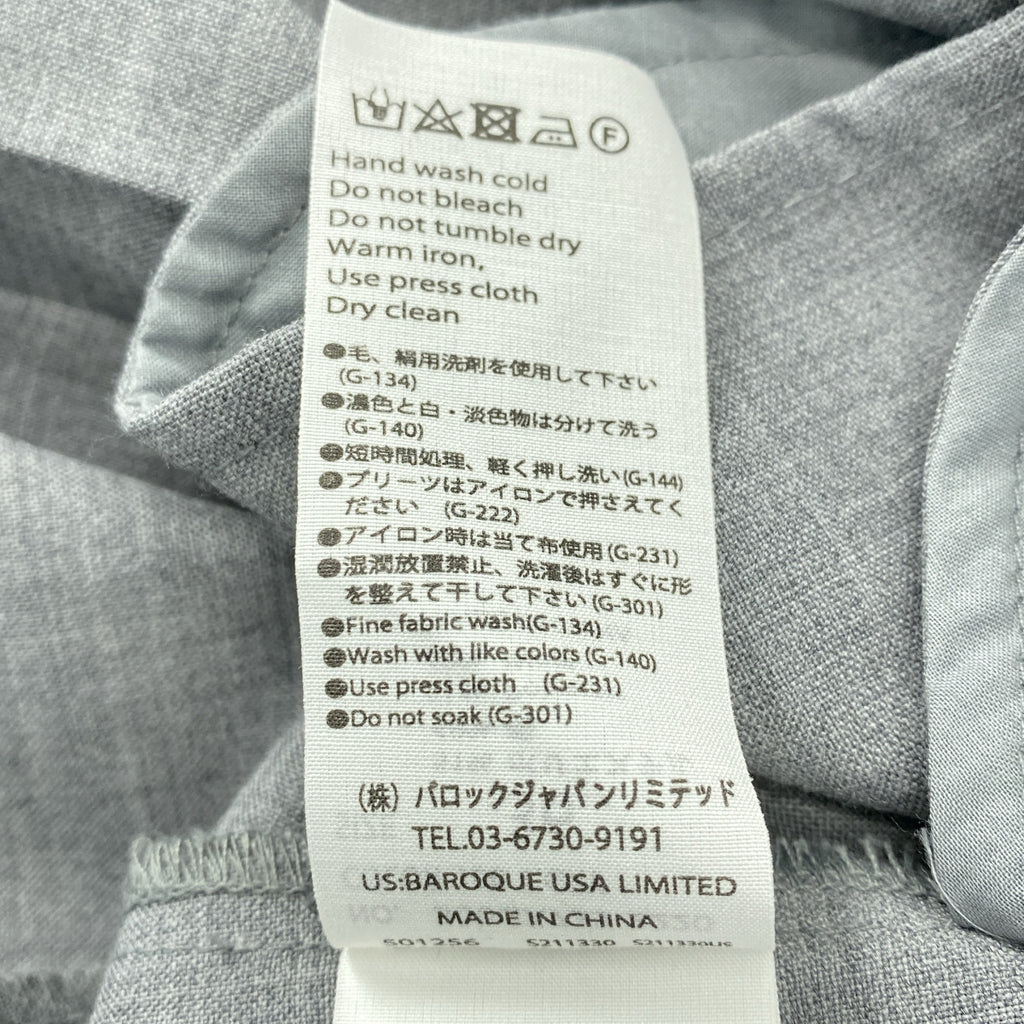 F
Hand wash cold
Do not bleach
Do not tumble dry
Warm iron,
Use press cloth
Dry clean
●毛、絹用洗剤を使用して下さい
(G-134)
●濃色と白・淡色物は分けて洗う
(G-140)
●短時間処理、軽く押し洗い(G-144)
●プリーツはアイロンで押さえてく
ださい (G-222)
●アイロン時は当て布使用(G-231)
●湿潤放置禁止、洗濯後はすぐに形
を整えて干して下さい(G-301)
●Fine fabric wash(G-134)
●Wash with like colors (G-140)
●Use press cloth (G-231)
●Do not soak (G-301)
(株) バロックジャパンリミテッド
TEL.03-6730-9191
US:BAROQUE USA LIMITED
MADE IN CHINA
601256 S211330 S211330US